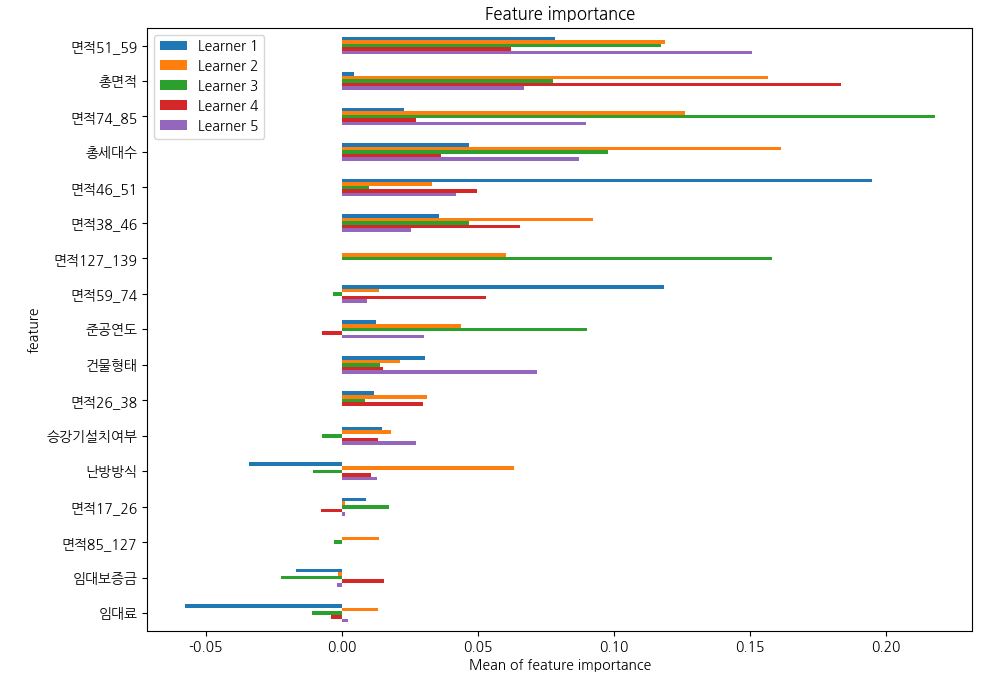 Feature importance
Learner 1
Learner 2
Learner 3
Learner 4
Learner 5
feature
면적51_59
총면적
면적74_85
총세대수
면적46_51
면적38_46
면적127_139
면적59_74
준공연도
건물형태
면적26_38
승강기설치여부
난방방식
면적17_26
면적85_127
임대보증금
임대료
-0.05 0.00 0.05 0.10 0.15 0.20
Mean of feature importance